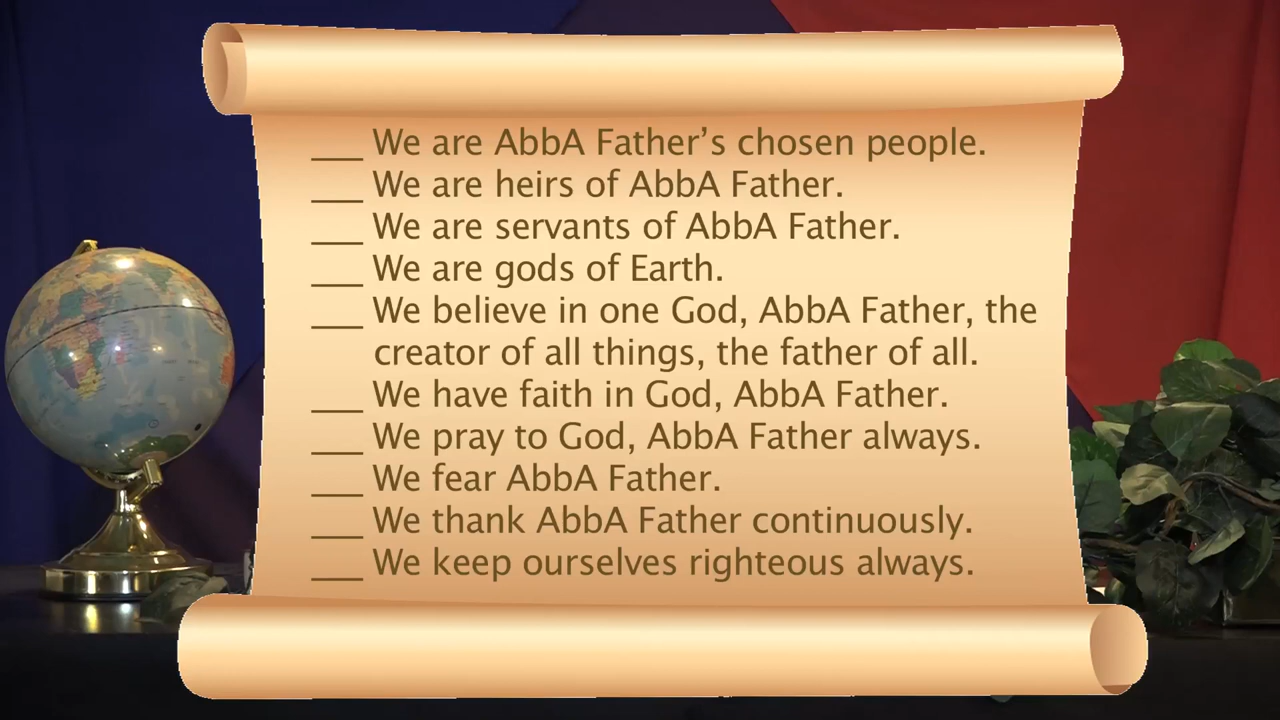 ___ We are AbbA Father's chosen people.
___ We are heirs of AbbA Father.
___ We are servants of AbbA Father.
___ We are gods of Earth.
___ We believe in one God, AbbA Father, the
creator of all things, the father of all.
___ We have faith in God, AbbA Father.
___ We pray to God, AbbA Father always.
___ We fear AbbA Father.
___ We thank AbbA Father continuously.
___ We keep ourselves righteous always.